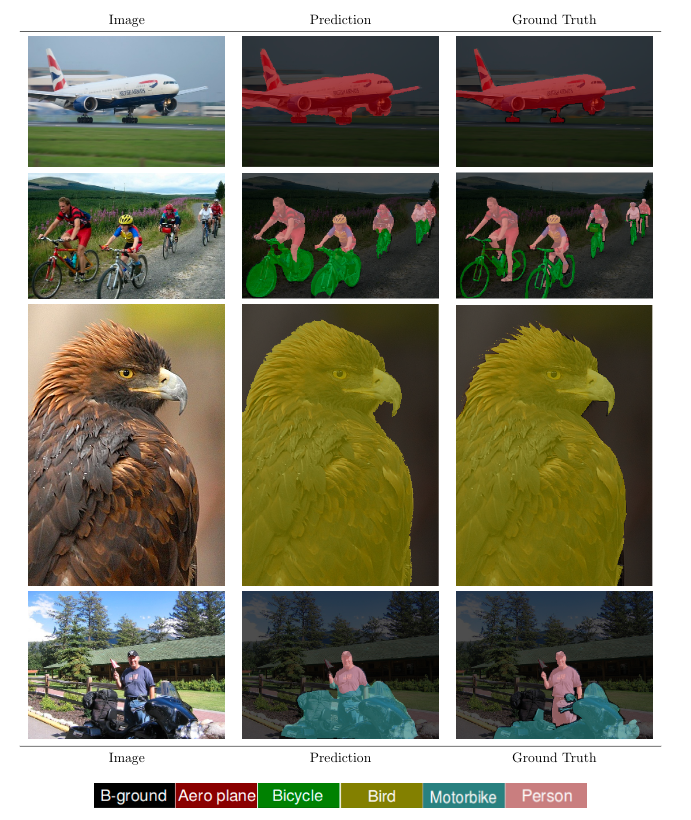 Image Prediction Ground Truth
BRITISH AIRWAYS
Image Prediction Ground Truth
B-ground Aero plane Bicycle Bird Motorbike Person